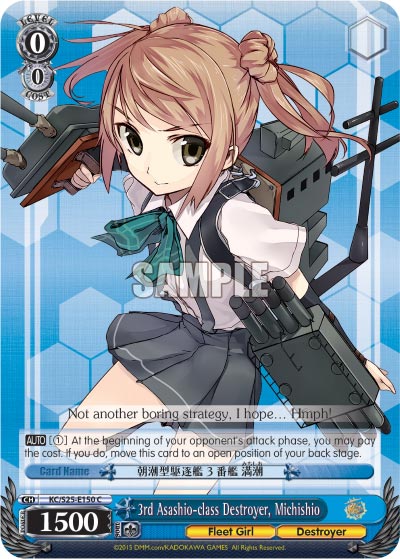 LEVEL
0
0
COST
SAMPLE
Not another boring strategy, I hope... Hmph!
AUTO [①] At the beginning of your opponent's attack phase, you may pay
the cost. If you do, move this card to an open position of your back stage.
Card Name 朝潮型駆逐艦 3 番艦 満潮
CH KC/S25-E150 C
3rd Asashio-class Destroyer, Michishio
1500
Fleet Girl Destroyer
©2013 DMM.com/KADOKAWA GAMES All Rights Reserved.